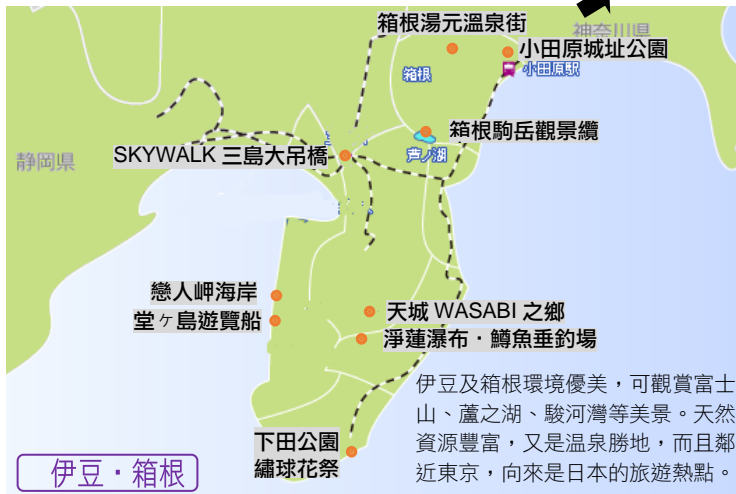 箱根湯元溫泉街
神奈川県
小田原城址公園
小田原駅
箱根
箱根駒岳觀景纜
芦ノ湖
SKYWALK 三島大吊橋
静岡県
戀人岬海岸
堂ヶ島遊覽船
天城 WASABI 之鄉
淨蓮瀑布・鱒魚垂釣場
伊豆及箱根環境優美，可觀賞富士
山、蘆之湖、駿河灣等美景。天然
資源豐富，又是溫泉勝地，而且鄰
近東京，向來是日本的旅遊熱點。
下田公園
繡球花祭
伊豆・箱根